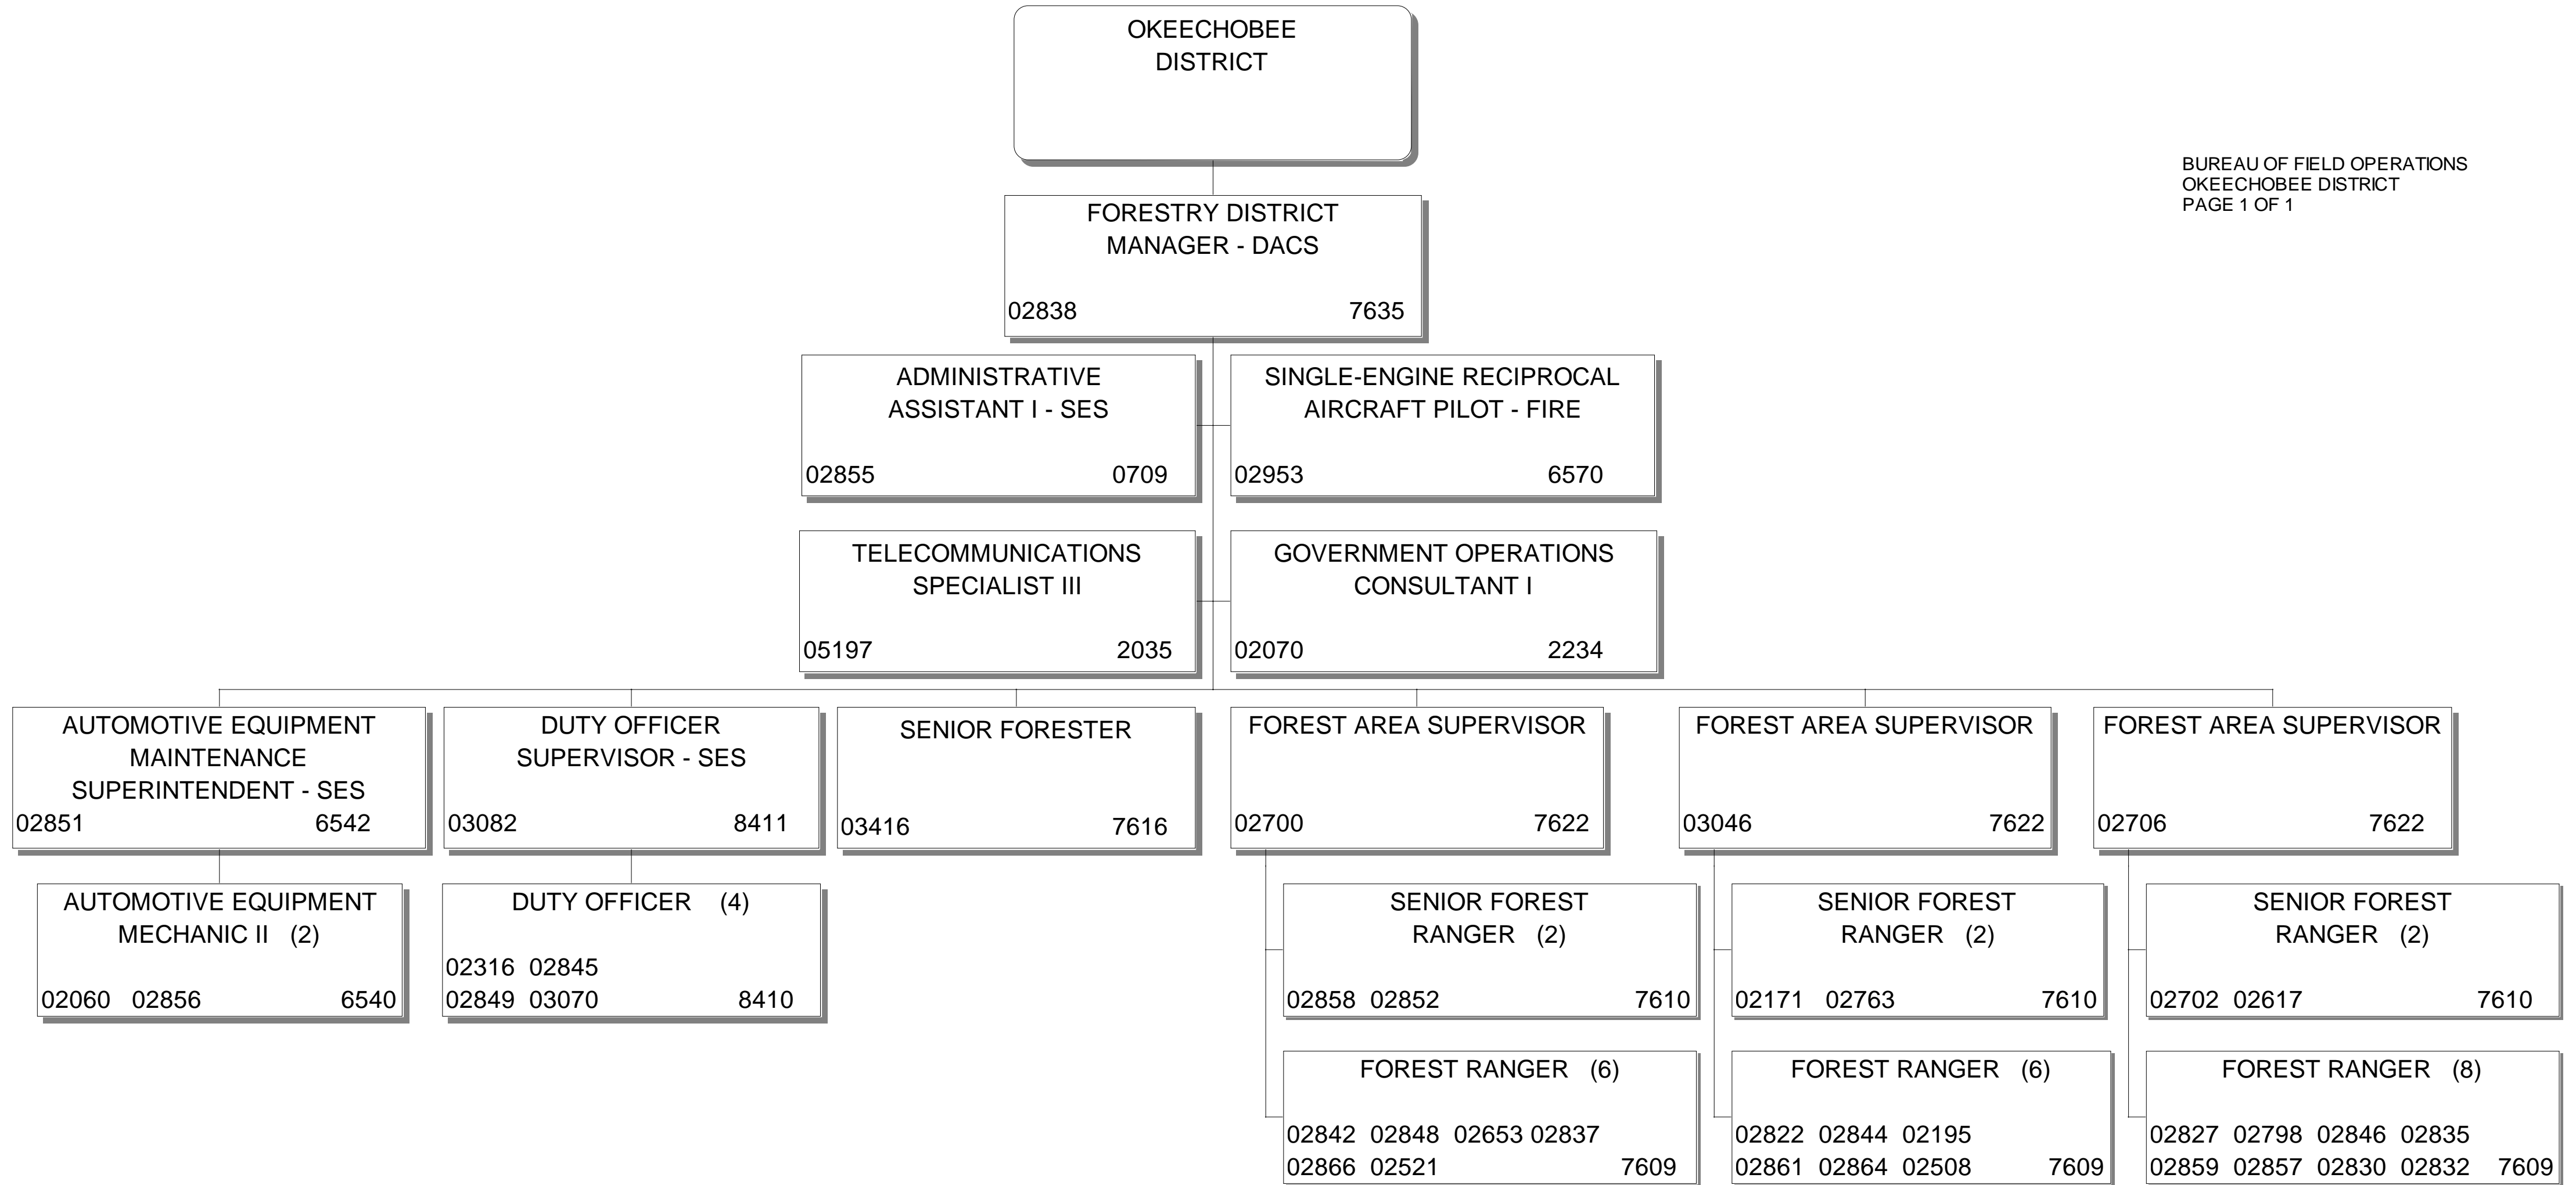 OKEECHOBEE
DISTRICT
BUREAU OF FIELD OPERATIONS
OKEECHOBEE DISTRICT
PAGE 1 OF 1
FORESTRY DISTRICT
MANAGER - DACS
02838 7635
ADMINISTRATIVE
ASSISTANT I - SES
02855 0709
SINGLE-ENGINE RECIPROCAL
AIRCRAFT PILOT - FIRE
02953 6570
TELECOMMUNICATIONS
SPECIALIST III
05197 2035
GOVERNMENT OPERATIONS
CONSULTANT I
02070 2234
AUTOMOTIVE EQUIPMENT
MAINTENANCE
SUPERINTENDENT - SES
02851 6542
DUTY OFFICER
SUPERVISOR - SES
03082 8411
SENIOR FORESTER
03416 7616
FOREST AREA SUPERVISOR
02700 7622
FOREST AREA SUPERVISOR
03046 7622
FOREST AREA SUPERVISOR
02706 7622
AUTOMOTIVE EQUIPMENT
MECHANIC II (2)
02060 02856 6540
DUTY OFFICER (4)
02316 02845
02849 03070 8410
SENIOR FOREST
RANGER (2)
02858 02852 7610
SENIOR FOREST
RANGER (2)
02171 02763 7610
SENIOR FOREST
RANGER (2)
02702 02617 7610
FOREST RANGER (6)
02842 02848 02653 02837
02866 02521 7609
FOREST RANGER (6)
02822 02844 02195
02861 02864 02508 7609
FOREST RANGER (8)
02827 02798 02846 02835
02859 02857 02830 02832 7609